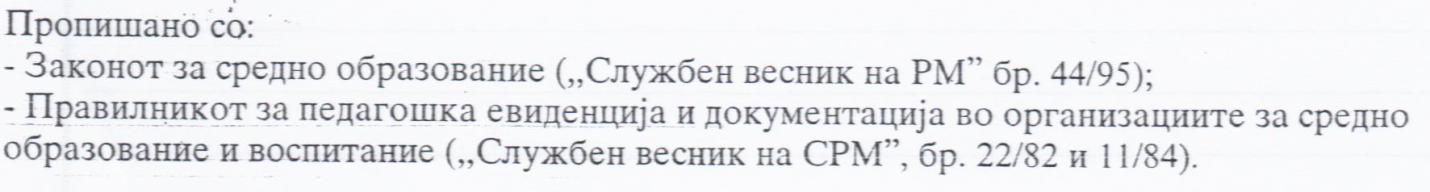 Пропишано со:
- Законот за средно образование („Службен весник на РМ” бр. 44/95);
- Правилникот за педагошка евиденција и документација во организациите за средно
образование и воспитание („Службен весник на СРМ”, бр. 22/82 и 11/84).